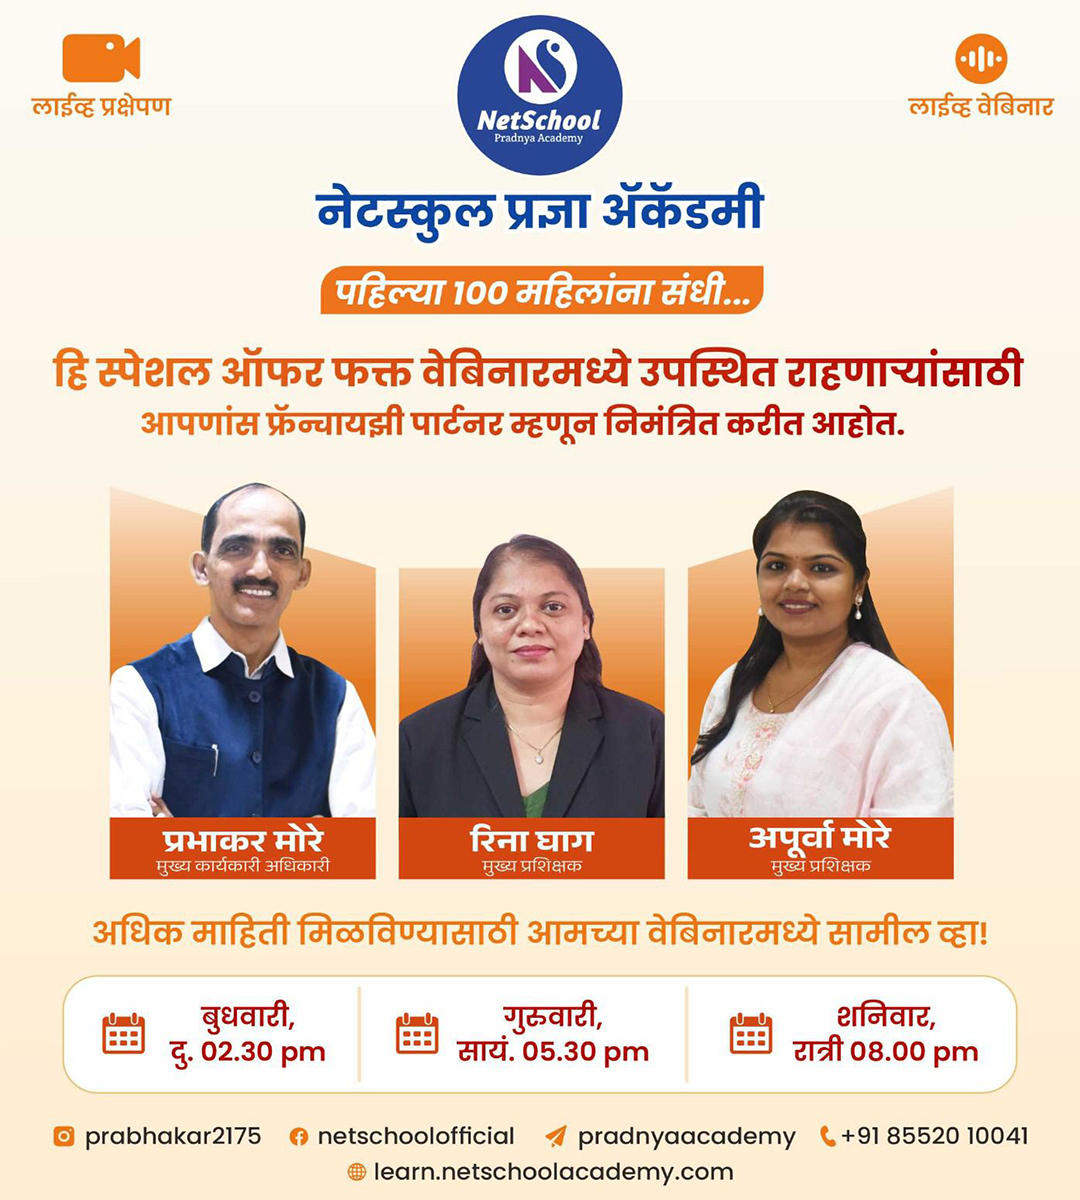 लाईव्ह प्रक्षेपण
NetSchool
Pradnya Academy
लाईव्ह वेबिनार
नेटस्कुल प्रज्ञा ॲकॅडमी
पहिल्या 100 महिलांना संधी...
हि स्पेशल ऑफर फक्त वेबिनारमध्ये उपस्थित राहणाऱ्यांसाठी
आपणांस फ्रॅन्चायझी पार्टनर म्हणून निमंत्रित करीत आहोत.
प्रभाकर मोरे
मुख्य कार्यकारी अधिकारी
रिना घाग
मुख्य प्रशिक्षक
अपूर्वा मोरे
मुख्य प्रशिक्षक
अधिक माहिती मिळविण्यासाठी आमच्या वेबिनारमध्ये सामील व्हा!
बुधवारी,
दु. 02.30 pm
गुरुवारी,
सायं. 05.30 pm
शनिवार,
रात्री 08.00 pm
prabhakar2175 netschoolofficial pradnyaacademy +91 85520 10041
learn.netschoolacademy.com